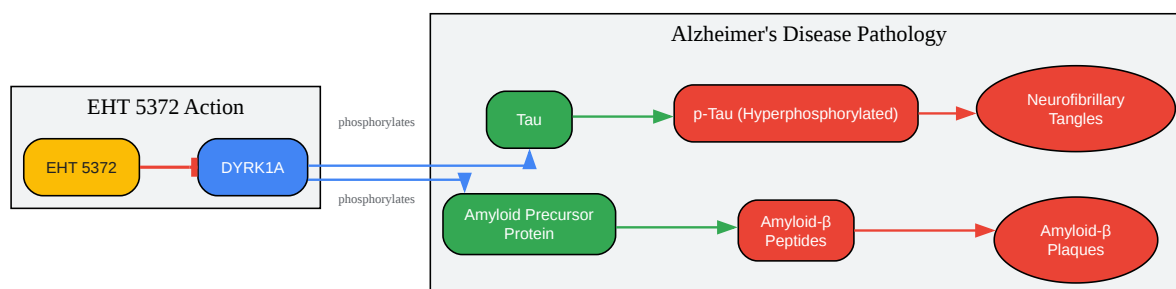 Alzheimer's Disease Pathology
EHT 5372 Action
EHT 5372
DYRK1A
phosphorylates
phosphorylates
Tau
p-Tau (Hyperphosphorylated)
Neurofibrillary
Tangles
Amyloid Precursor
Protein
Amyloid-β
Peptides
Amyloid-β
Plaques